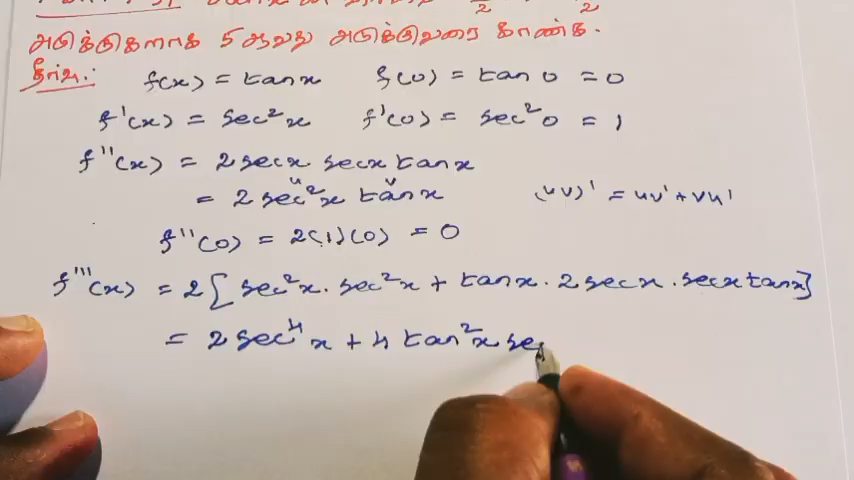 அடுக்குகளாக 5 ஆவது அடுக்குவரை காண்க.
தீர்வு:
f(x) = tan x f(0) = tan 0 = 0
f'(x) = sec²x f'(0) = sec²0 = 1
f''(x) = 2 sec x sec x tan x
u v
= 2 sec²x tan x (uv)' = uv' + vu'
f''(0) = 2(1)(0) = 0
f'''(x) = 2[sec²x. sec²x + tan x. 2 sec x. sec x tan x]
= 2 sec⁴x + 4 tan²x se